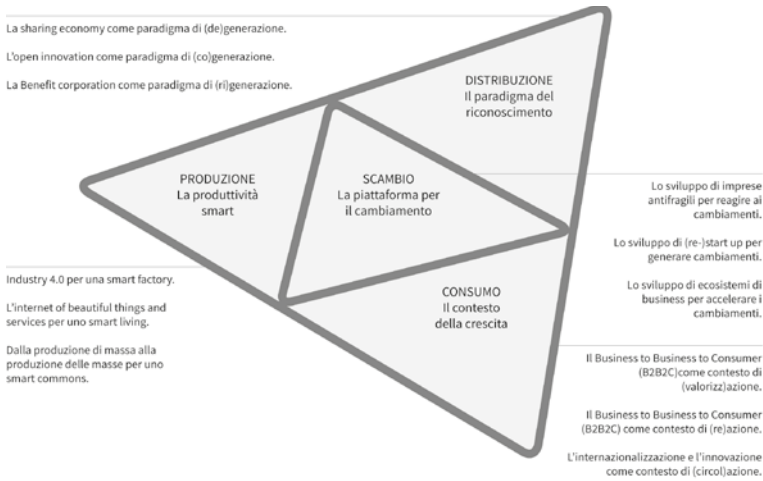 La sharing economy come paradigma di (de)generazione.
L'open innovation come paradigma di (co)generazione.
La Benefit corporation come paradigma di (ri)generazione.
DISTRIBUZIONE
Il paradigma del
riconoscimento
PRODUZIONE
La produttività
smart
SCAMBIO
La piattaforma per
il cambiamento
Lo sviluppo di imprese
antifragili per reagire ai
cambiamenti.
Lo sviluppo di (re-)start up per
generare cambiamenti.
Lo sviluppo di ecosistemi di
business per accelerare i
cambiamenti.
Industry 4.0 per una smart factory.
L'internet of beautiful things and
services per uno smart living.
Dalla produzione di massa alla
produzione delle masse per uno
smart commons.
CONSUMO
Il contesto
della crescita
Il Business to Business to Consumer
(B2B2C)come contesto di
(valorizz)azione.
Il Business to Business to Consumer
(B2B2C) come contesto di (re)azione.
L'internazionalizzazione e l'innovazione
come contesto di (circol)azione.